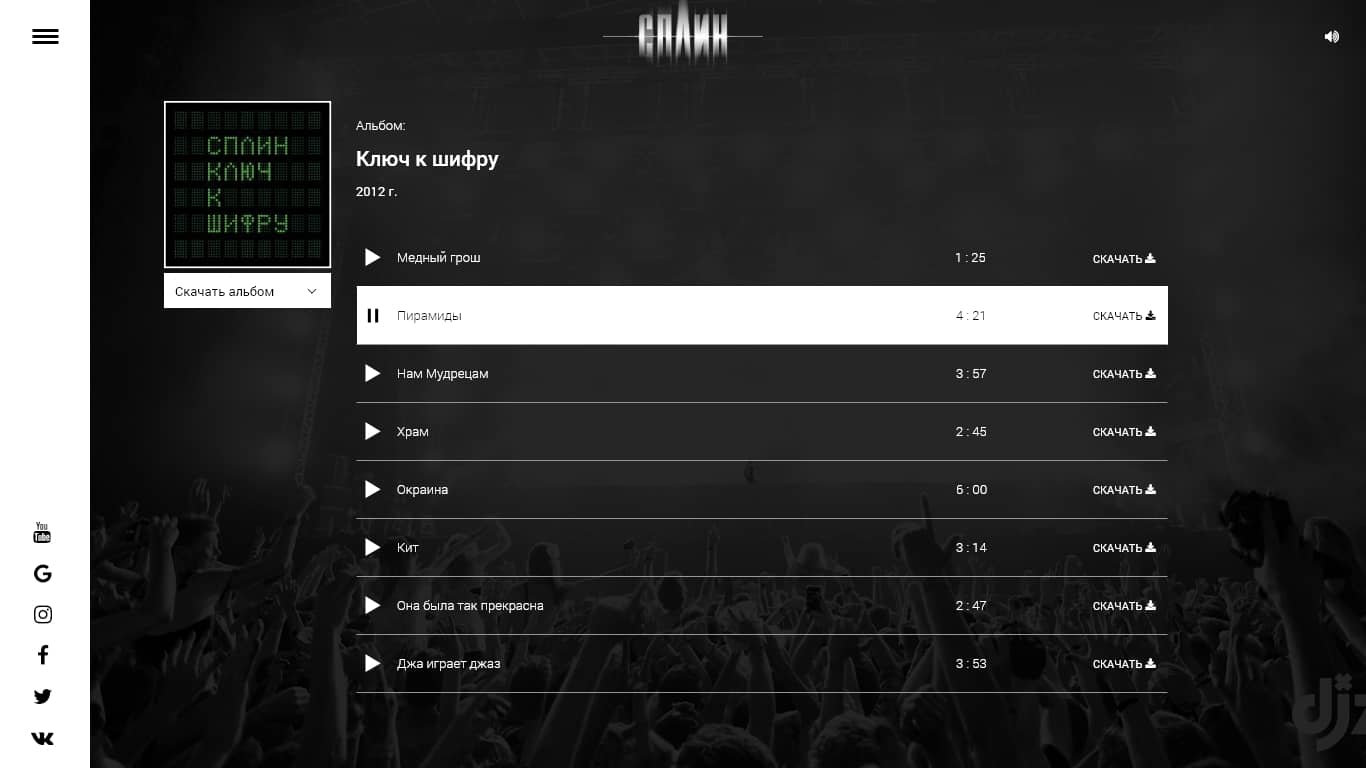 СПЛИН
СПЛИН
КЛЮЧ
К
ШИФРУ
Скачать альбом
Альбом:
Ключ к шифру
2012 г.
Медный грош 1 : 25 СКАЧАТЬ
Пирамиды 4 : 21 СКАЧАТЬ
Нам Мудрецам 3 : 57 СКАЧАТЬ
Храм 2 : 45 СКАЧАТЬ
Окраина 6 : 00 СКАЧАТЬ
Кит 3 : 14 СКАЧАТЬ
Она была так прекрасна 2 : 47 СКАЧАТЬ
Джа играет джаз 3 : 53 СКАЧАТЬ
You
Tube
djz